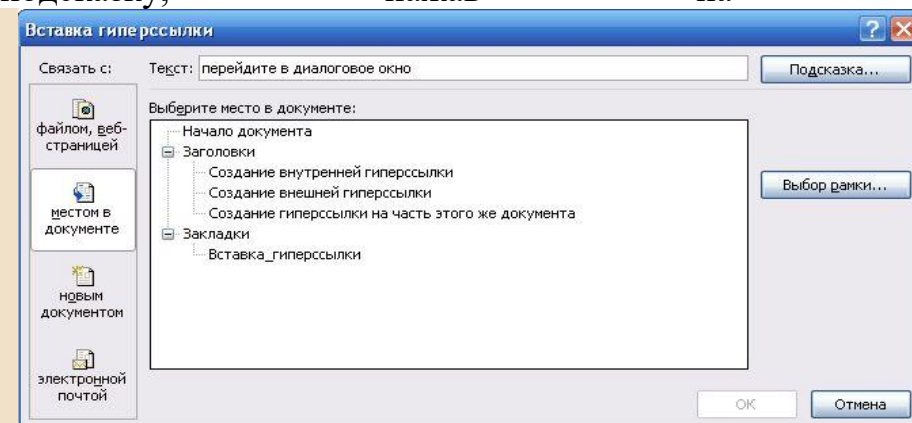 Вставка гиперссылки
Связать с:
Текст: перейдите в диалоговое окно
Подсказка...
Выберите место в документе:
файлом, веб-
страницей
местом в
документе
новым
документом
электронной
почтой
Начало документа
Заголовки
Создание внутренней гиперссылки
Создание внешней гиперссылки
Создание гиперссылки на часть этого же документа
Закладки
Вставка_гиперссылки
Выбор рамки...
ОК
Отмена